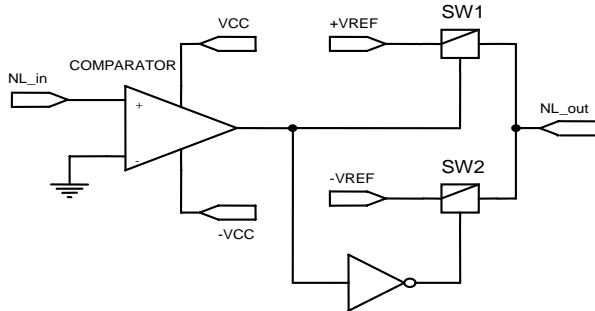 SW1
VCC
+VREF
COMPARATOR
NL_in
+
NL_out
-
-VREF
SW2
-VCC